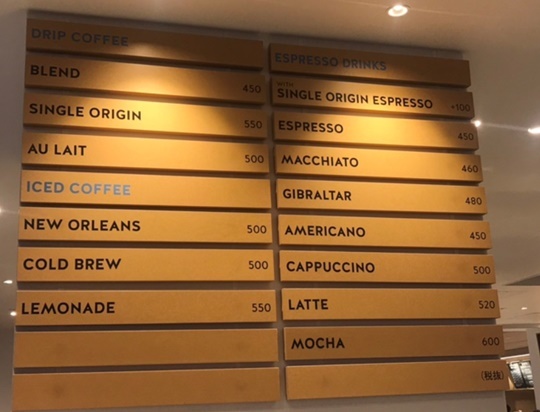 DRIP COFFEE
BLEND 450
SINGLE ORIGIN 550
AU LAIT 500
ICED COFFEE
NEW ORLEANS 500
COLD BREW 500
LEMONADE 550
ESPRESSO DRINKS
WITH
SINGLE ORIGIN ESPRESSO +100
ESPRESSO 450
MACCHIATO 460
GIBRALTAR 480
AMERICANO 450
CAPPUCCINO 500
LATTE 520
MOCHA 600
(税抜)